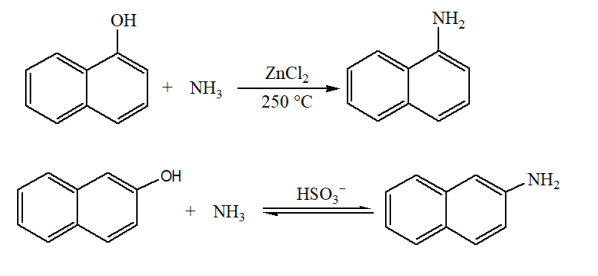 OH
NH₂
+ NH₃
ZnCl₂
250 °C
OH
+ NH₃
HSO₃⁻
NH₂